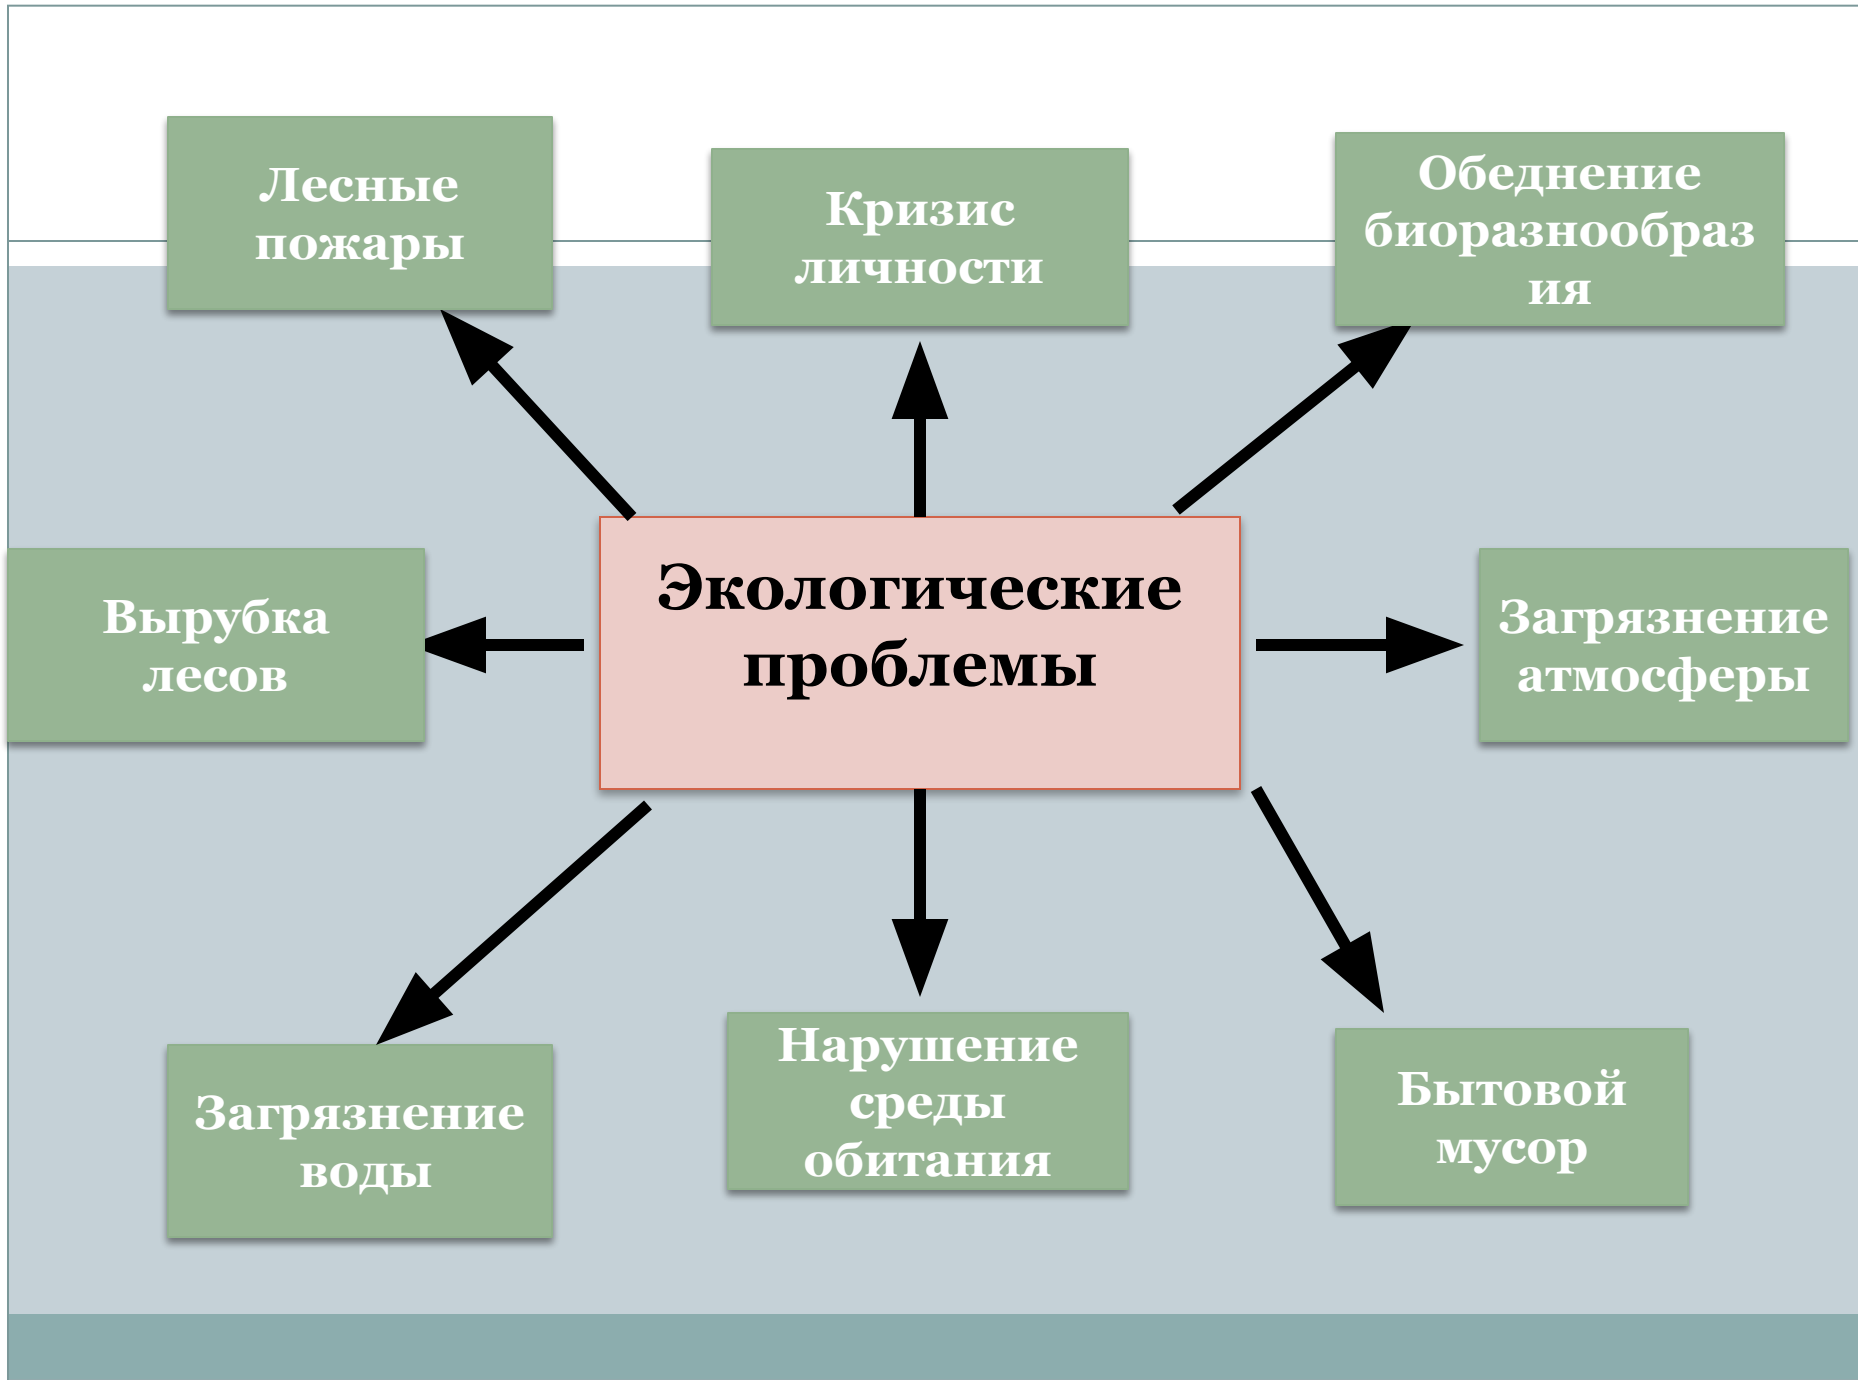 Лесные
пожары
Кризис
личности
Обеднение
биоразнообраз
ия
Вырубка
лесов
Экологические
проблемы
Загрязнение
атмосферы
Загрязнение
воды
Нарушение
среды
обитания
Бытовой
мусор